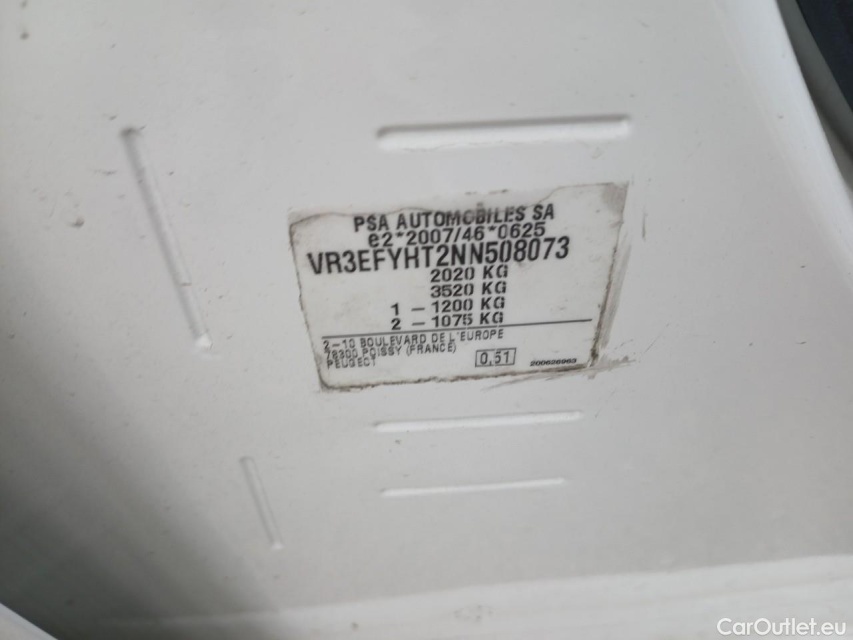 PSA AUTOMOBILES SA
e2*2007/46*0625
VR3EFYHT2NN508073
2020 KG
3520 KG
1 - 1200 KG
2 - 1075 KG
2-10 BOULEVARD DE L'EUROPE
78300 POISSY (FRANCE)
PEUGEOT
0,51
200626963
CarOutlet.eu